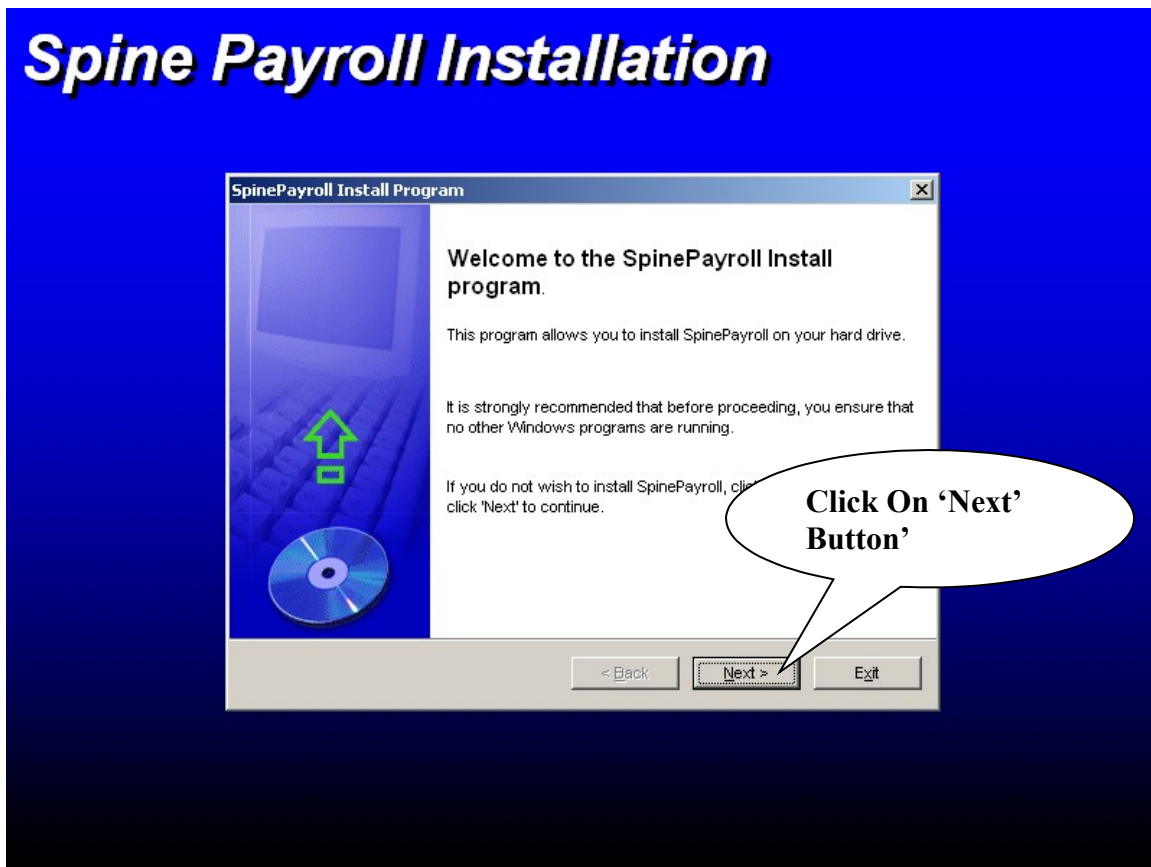 Spine Payroll Installation
SpinePayroll Install Program
Welcome to the SpinePayroll Install
program.
This program allows you to install SpinePayroll on your hard drive.
It is strongly recommended that before proceeding, you ensure that
no other Windows programs are running.
If you do not wish to install SpinePayroll,
click 'Next' to continue.
Click On ‘Next’
Button’
< Back
Next >
Exit